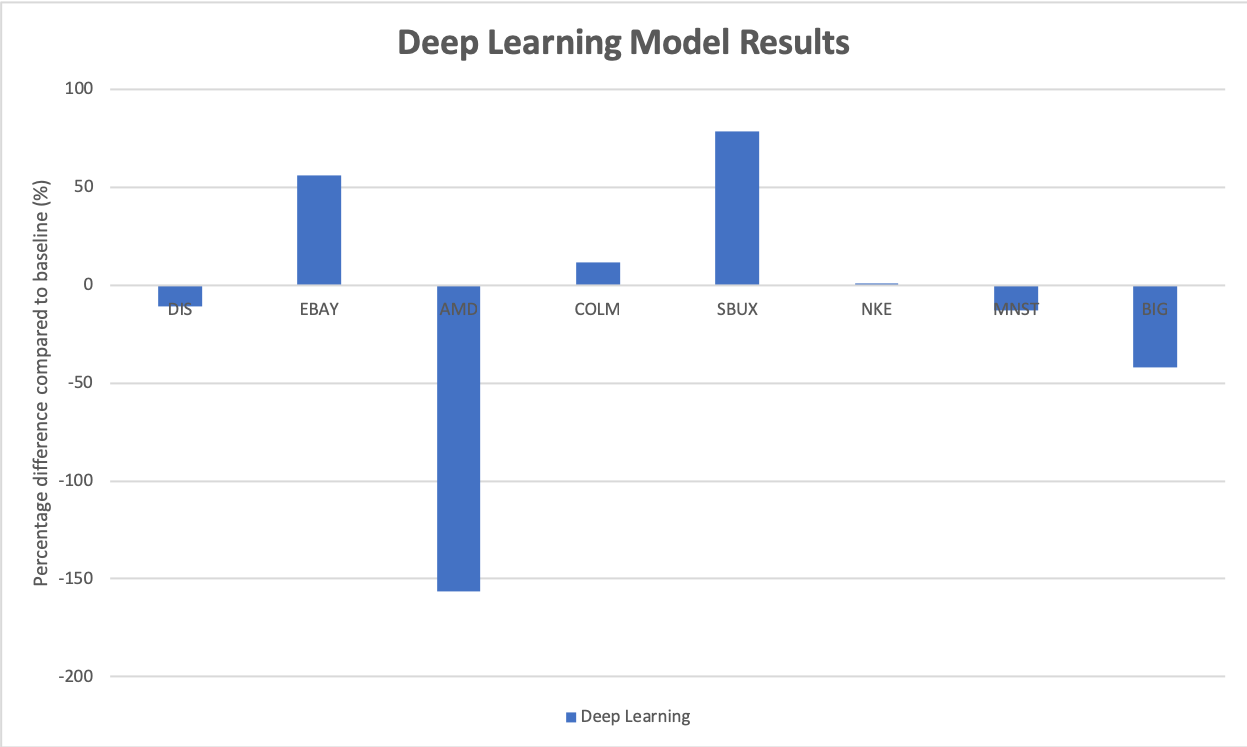 Deep Learning Model Results
Percentage difference compared to baseline (%)
100
50
0
-50
-100
-150
-200
DIS EBAY AMD COLM SBUX NKE MNST BIG
Deep Learning